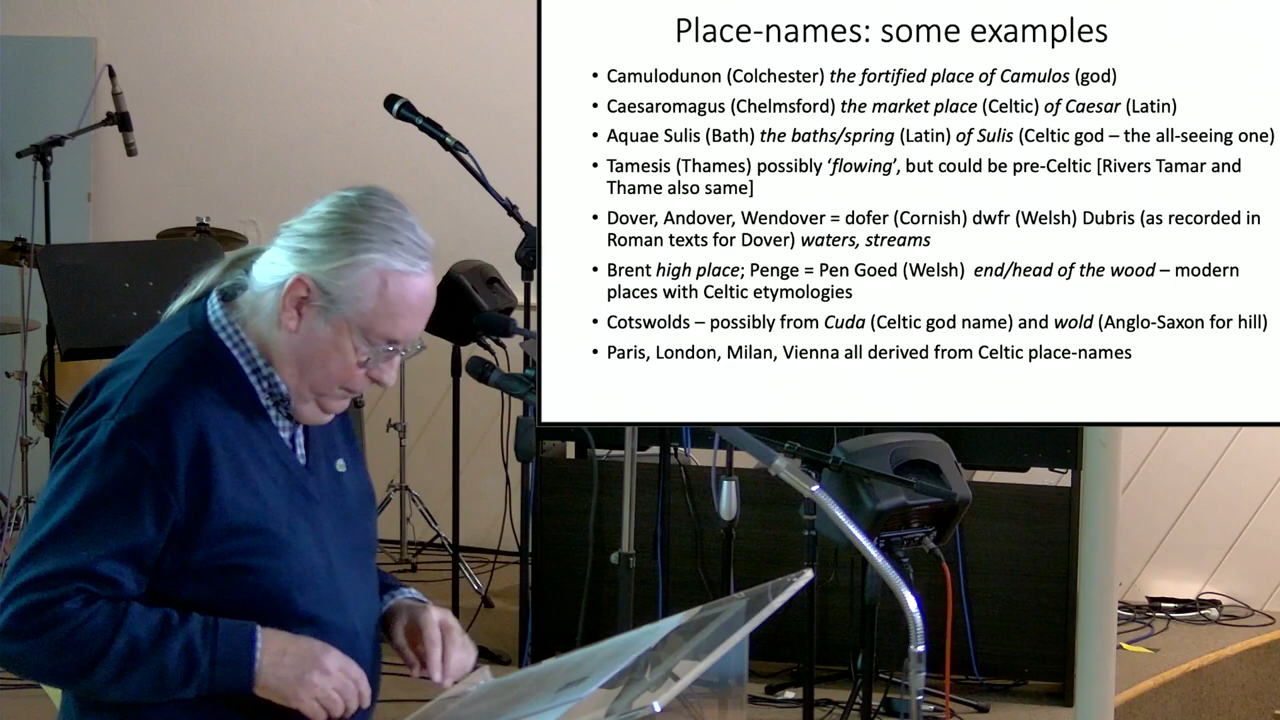 Place-names: some examples
• Camulodunon (Colchester) the fortified place of Camulos (god)
• Caesaromagus (Chelmsford) the market place (Celtic) of Caesar (Latin)
• Aquae Sulis (Bath) the baths/spring (Latin) of Sulis (Celtic god – the all-seeing one)
• Tamesis (Thames) possibly ‘flowing’, but could be pre-Celtic [Rivers Tamar and
Thame also same]
• Dover, Andover, Wendover = dofer (Cornish) dwfr (Welsh) Dubris (as recorded in
Roman texts for Dover) waters, streams
• Brent high place; Penge = Pen Goed (Welsh) end/head of the wood – modern
places with Celtic etymologies
• Cotswolds – possibly from Cuda (Celtic god name) and wold (Anglo-Saxon for hill)
• Paris, London, Milan, Vienna all derived from Celtic place-names